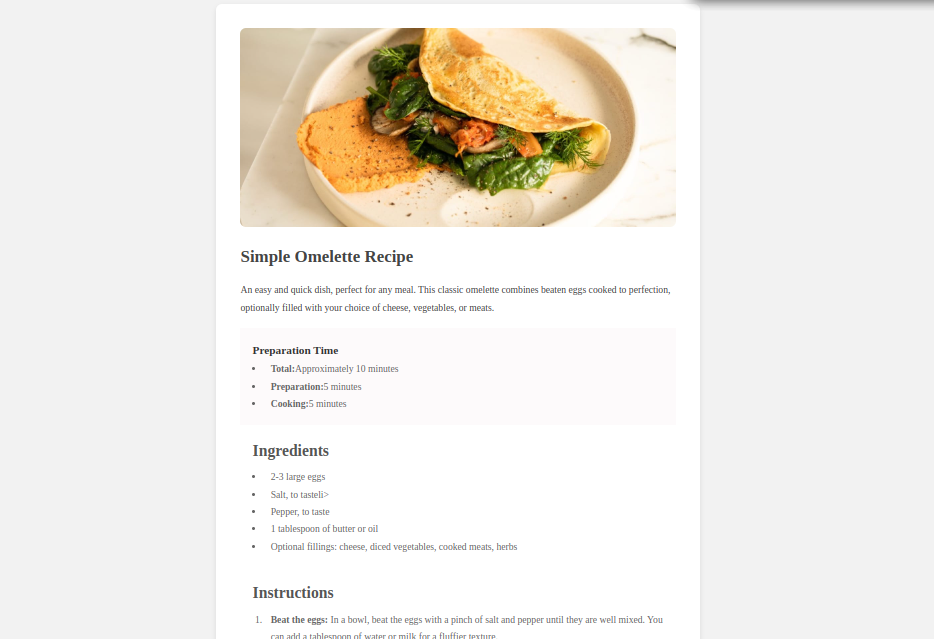 Simple Omelette Recipe
An easy and quick dish, perfect for any meal. This classic omelette combines beaten eggs cooked to perfection,
optionally filled with your choice of cheese, vegetables, or meats.
Preparation Time
• Total:Approximately 10 minutes
• Preparation:5 minutes
• Cooking:5 minutes
Ingredients
• 2-3 large eggs
• Salt, to tasteli>
• Pepper, to taste
• 1 tablespoon of butter or oil
• Optional fillings: cheese, diced vegetables, cooked meats, herbs
Instructions
1. Beat the eggs: In a bowl, beat the eggs with a pinch of salt and pepper until they are well mixed. You
can add a tablespoon of water or milk for a fluffier texture.